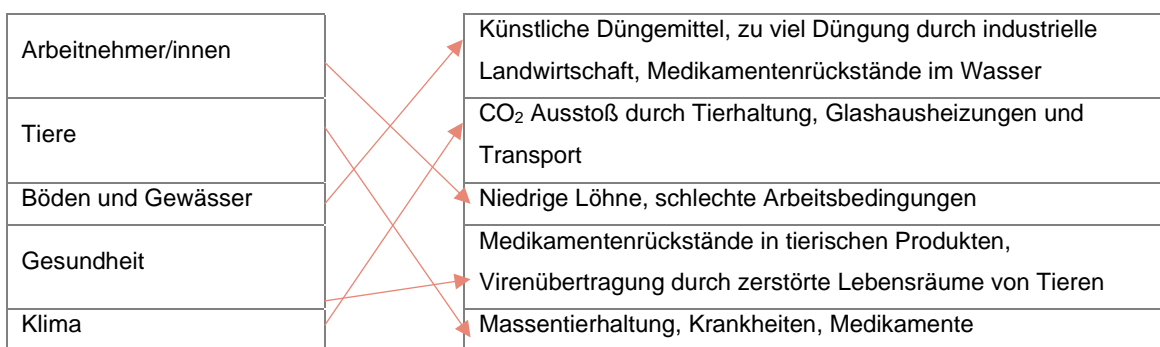 Arbeitnehmer/innen
Künstliche Düngemittel, zu viel Düngung durch industrielle
Landwirtschaft, Medikamentenrückstände im Wasser
Tiere
CO₂ Ausstoß durch Tierhaltung, Glashausheizungen und
Transport
Böden und Gewässer
Niedrige Löhne, schlechte Arbeitsbedingungen
Gesundheit
Medikamentenrückstände in tierischen Produkten,
Virenübertragung durch zerstörte Lebensräume von Tieren
Klima
Massentierhaltung, Krankheiten, Medikamente